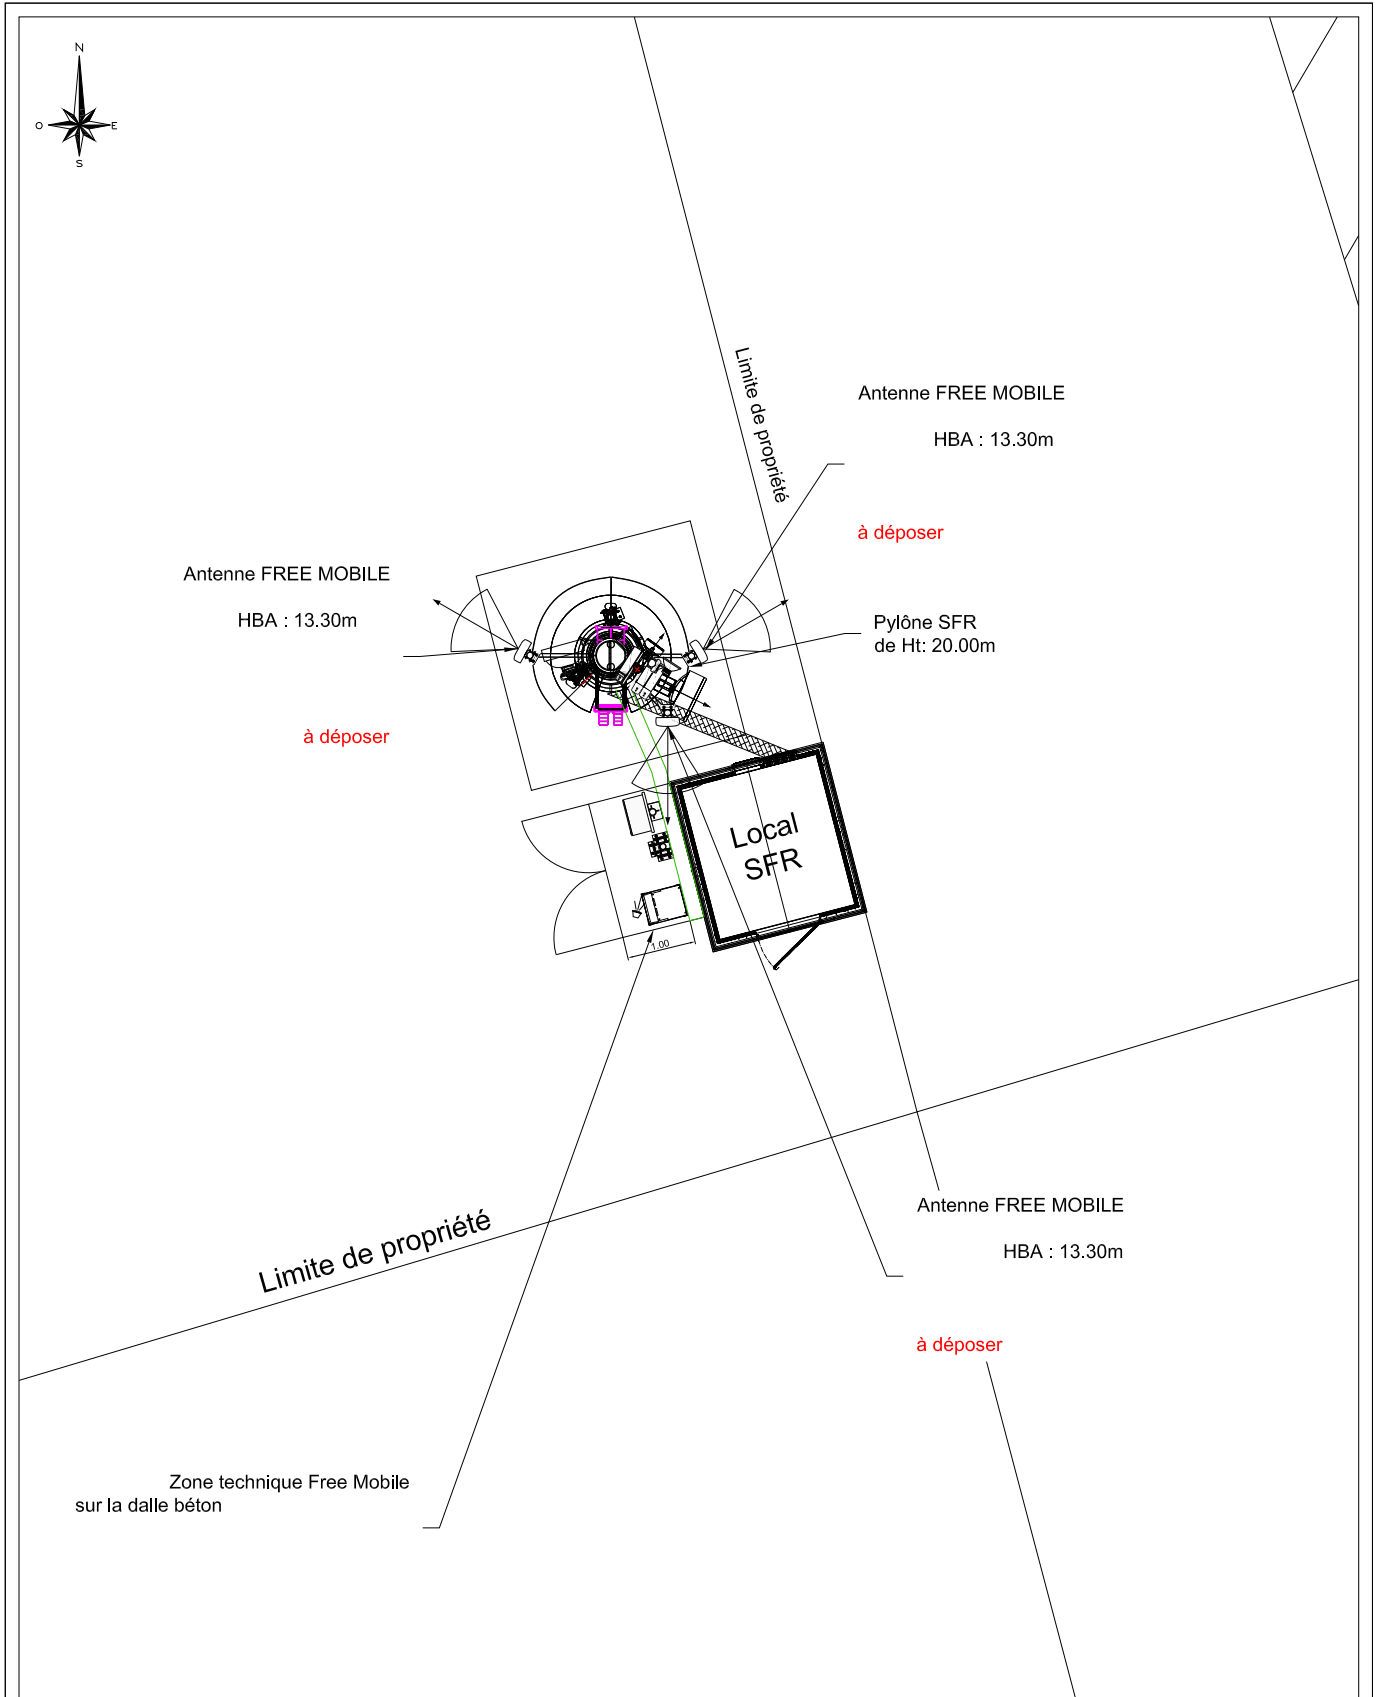 N
O
E
S
Limite de propriété
Antenne FREE MOBILE
HBA : 13.30m
à déposer
Antenne FREE MOBILE
HBA : 13.30m
à déposer
Pylône SFR
de Ht: 20.00m
Local
SFR
1.00
Limite de propriété
Antenne FREE MOBILE
HBA : 13.30m
à déposer
Zone technique Free Mobile
sur la dalle béton